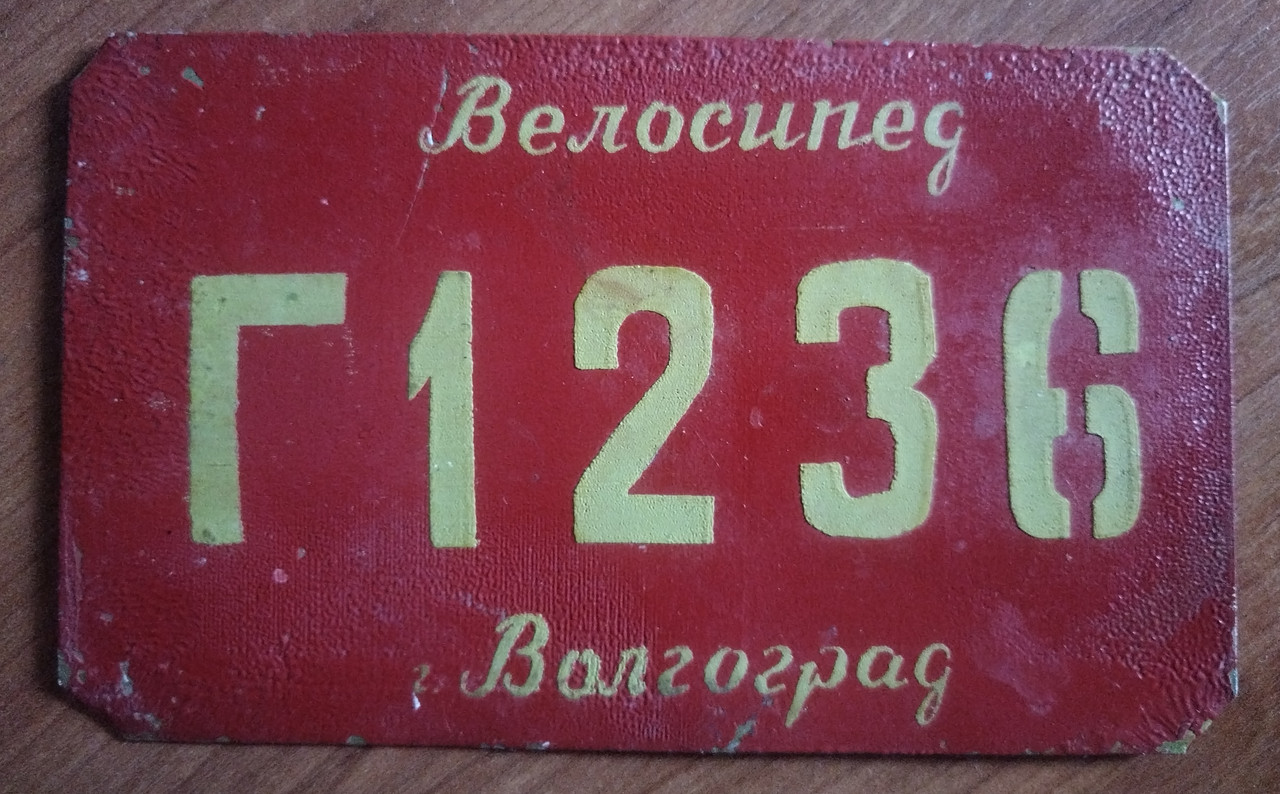 Велосипед
Г1236
г. Волгоград